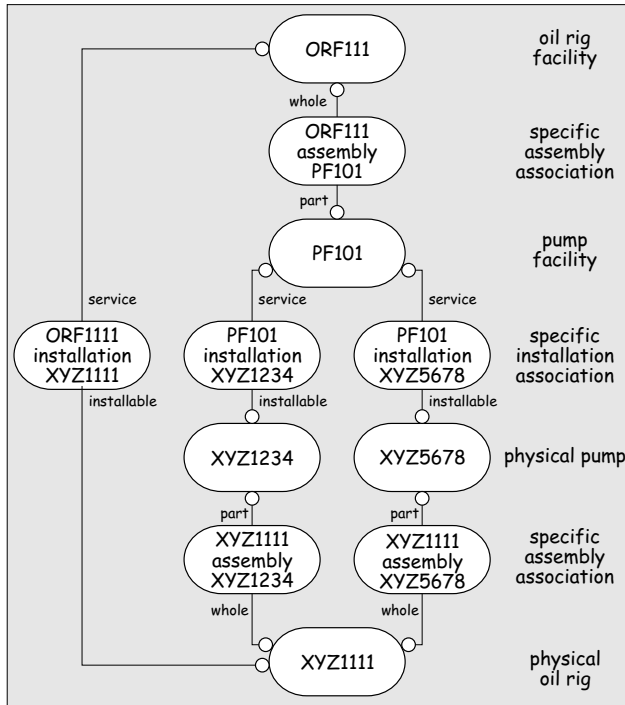 ORF111
oil rig
facility
whole
ORF111
assembly
PF101
specific
assembly
association
part
PF101
pump
facility
service
service
service
ORF1111
installation
XYZ1111
PF101
installation
XYZ1234
PF101
installation
XYZ5678
specific
installation
association
installable
installable
installable
XYZ1234
XYZ5678
physical pump
part
part
XYZ1111
assembly
XYZ1234
XYZ1111
assembly
XYZ5678
specific
assembly
association
whole
whole
XYZ1111
physical
oil rig